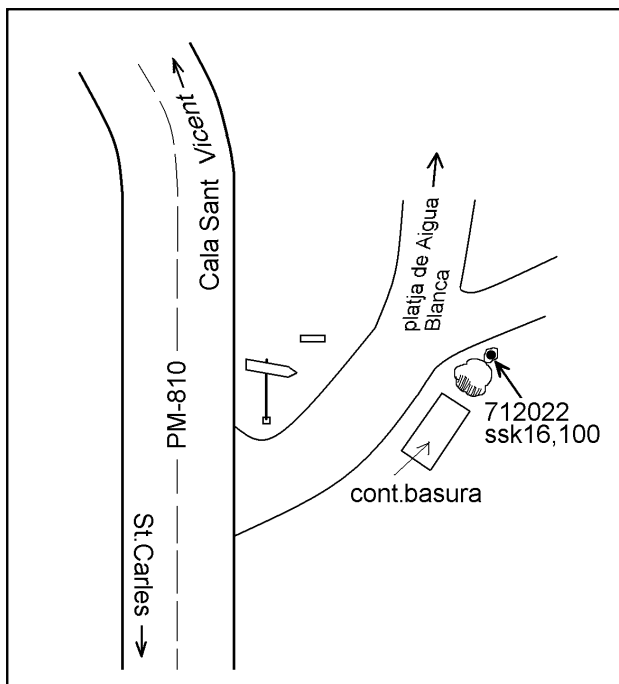 Cala Sant Vicent
PM-810
St.Carles
platja de Aigua
Blanca
712022
ssk16,100
cont.basura